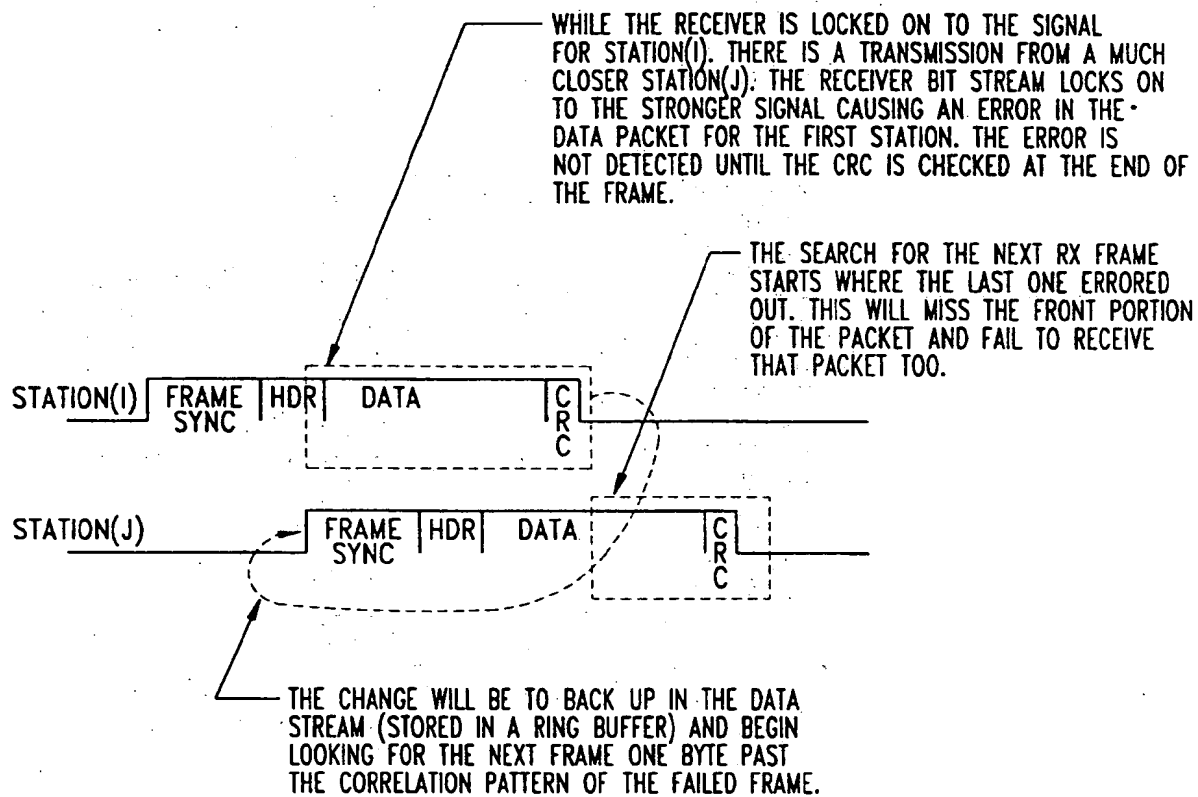 WHILE THE RECEIVER IS LOCKED ON TO THE SIGNAL
FOR STATION(I). THERE IS A TRANSMISSION FROM A MUCH
CLOSER STATION(J). THE RECEIVER BIT STREAM LOCKS ON
TO THE STRONGER SIGNAL CAUSING AN ERROR IN THE
DATA PACKET FOR THE FIRST STATION. THE ERROR IS
NOT DETECTED UNTIL THE CRC IS CHECKED AT THE END OF
THE FRAME.
THE SEARCH FOR THE NEXT RX FRAME
STARTS WHERE THE LAST ONE ERRORED
OUT. THIS WILL MISS THE FRONT PORTION
OF THE PACKET AND FAIL TO RECEIVE
THAT PACKET TOO.
STATION(I)
FRAME
SYNC
HDR
DATA
C
R
C
STATION(J)
FRAME
SYNC
HDR
DATA
C
R
C
THE CHANGE WILL BE TO BACK UP IN THE DATA
STREAM (STORED IN A RING BUFFER) AND BEGIN
LOOKING FOR THE NEXT FRAME ONE BYTE PAST
THE CORRELATION PATTERN OF THE FAILED FRAME.